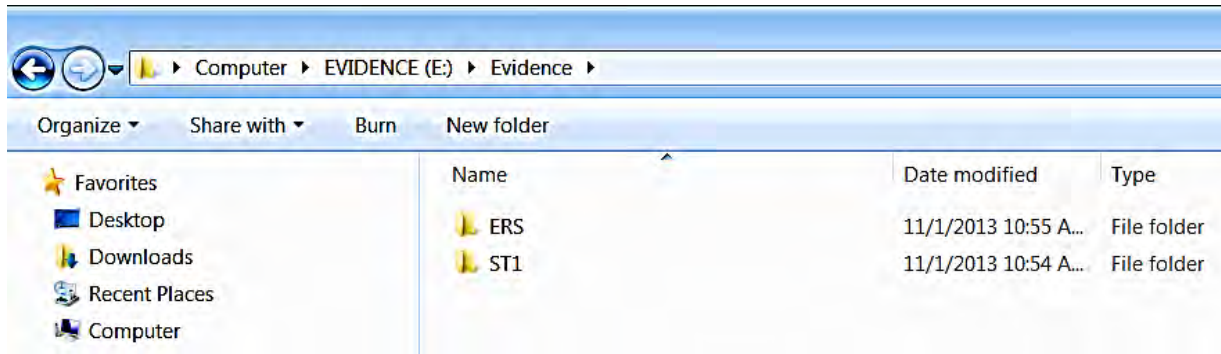 Computer EVIDENCE (E:) Evidence
Organize Share with Burn New folder
Favorites
Desktop
Downloads
Recent Places
Computer
Name Date modified Type
ERS 11/1/2013 10:55 A... File folder
ST1 11/1/2013 10:54 A... File folder